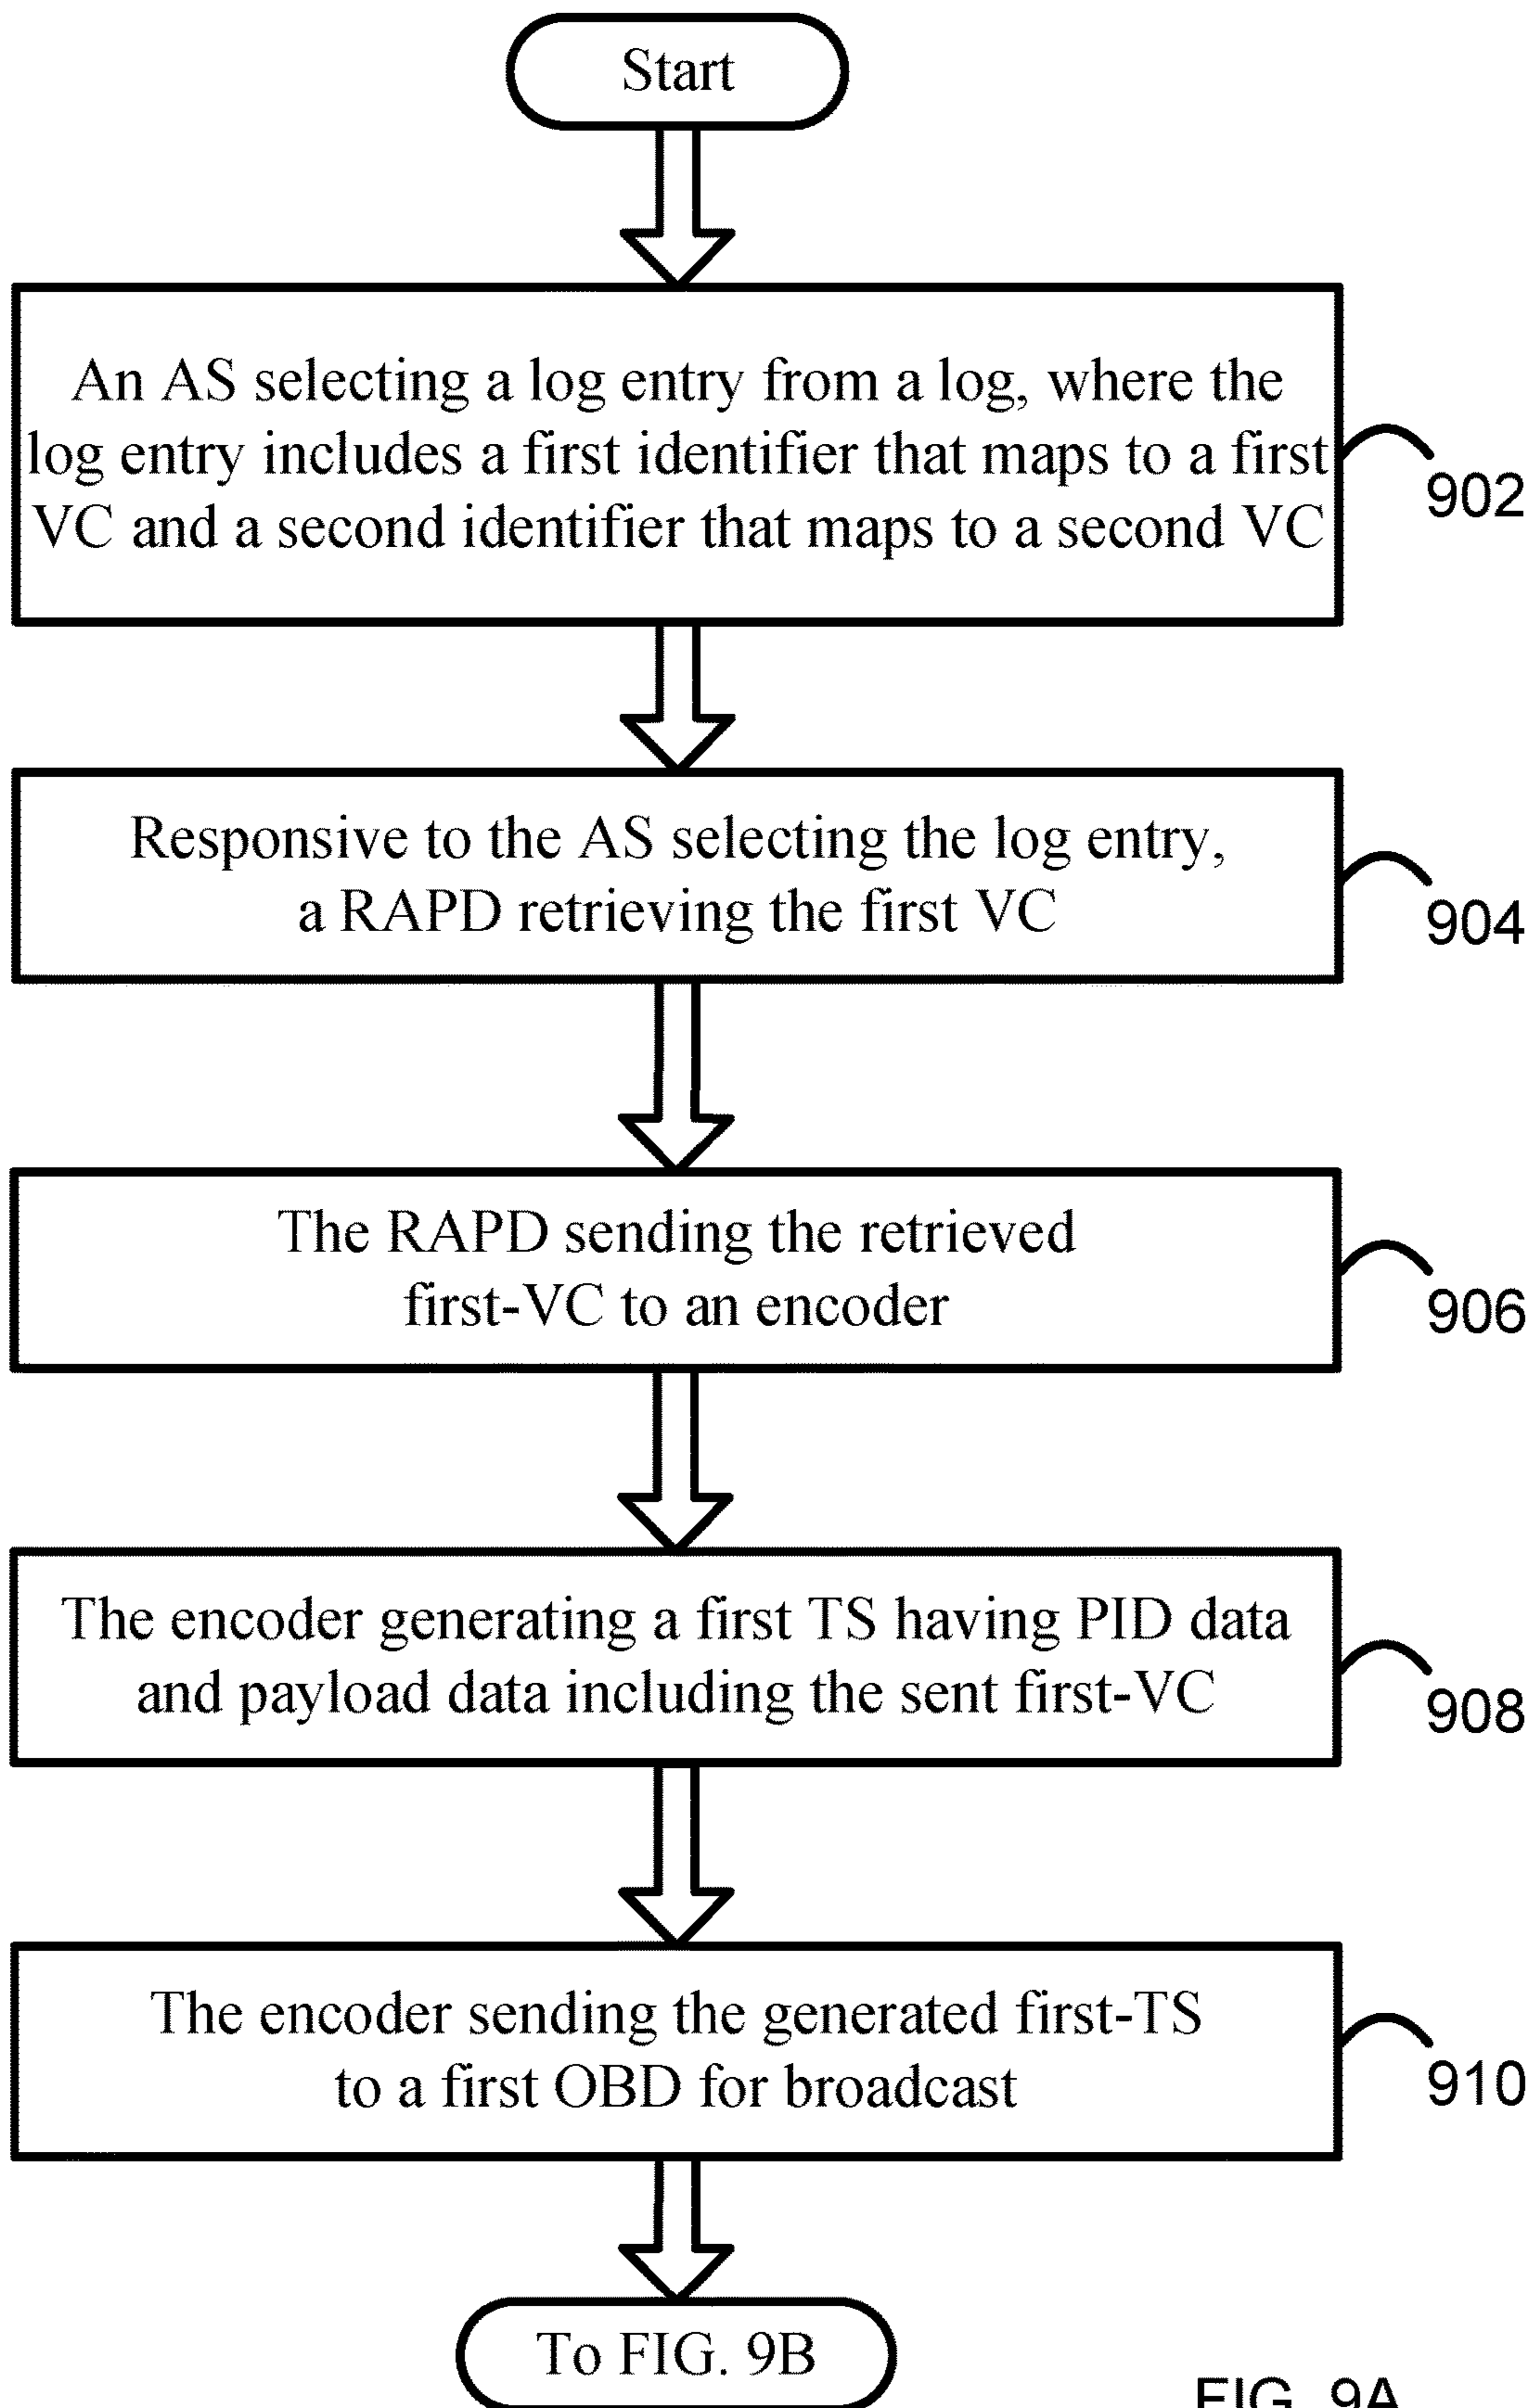 Start
An AS selecting a log entry from a log, where the
log entry includes a first identifier that maps to a first
VC and a second identifier that maps to a second VC
902
Responsive to the AS selecting the log entry,
a RAPD retrieving the first VC
904
The RAPD sending the retrieved
first-VC to an encoder
906
The encoder generating a first TS having PID data
and payload data including the sent first-VC
908
The encoder sending the generated first-TS
to a first OBD for broadcast
910
To FIG. 9B
FIG. 9A